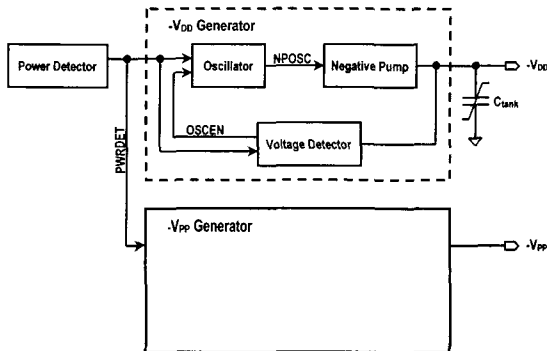 -VDD Generator
Power Detector
Oscillator
NPOSC
Negative Pump
-VDD
Ctank
OSCEN
Voltage Detector
PWRDET
-VPP Generator
-VPP